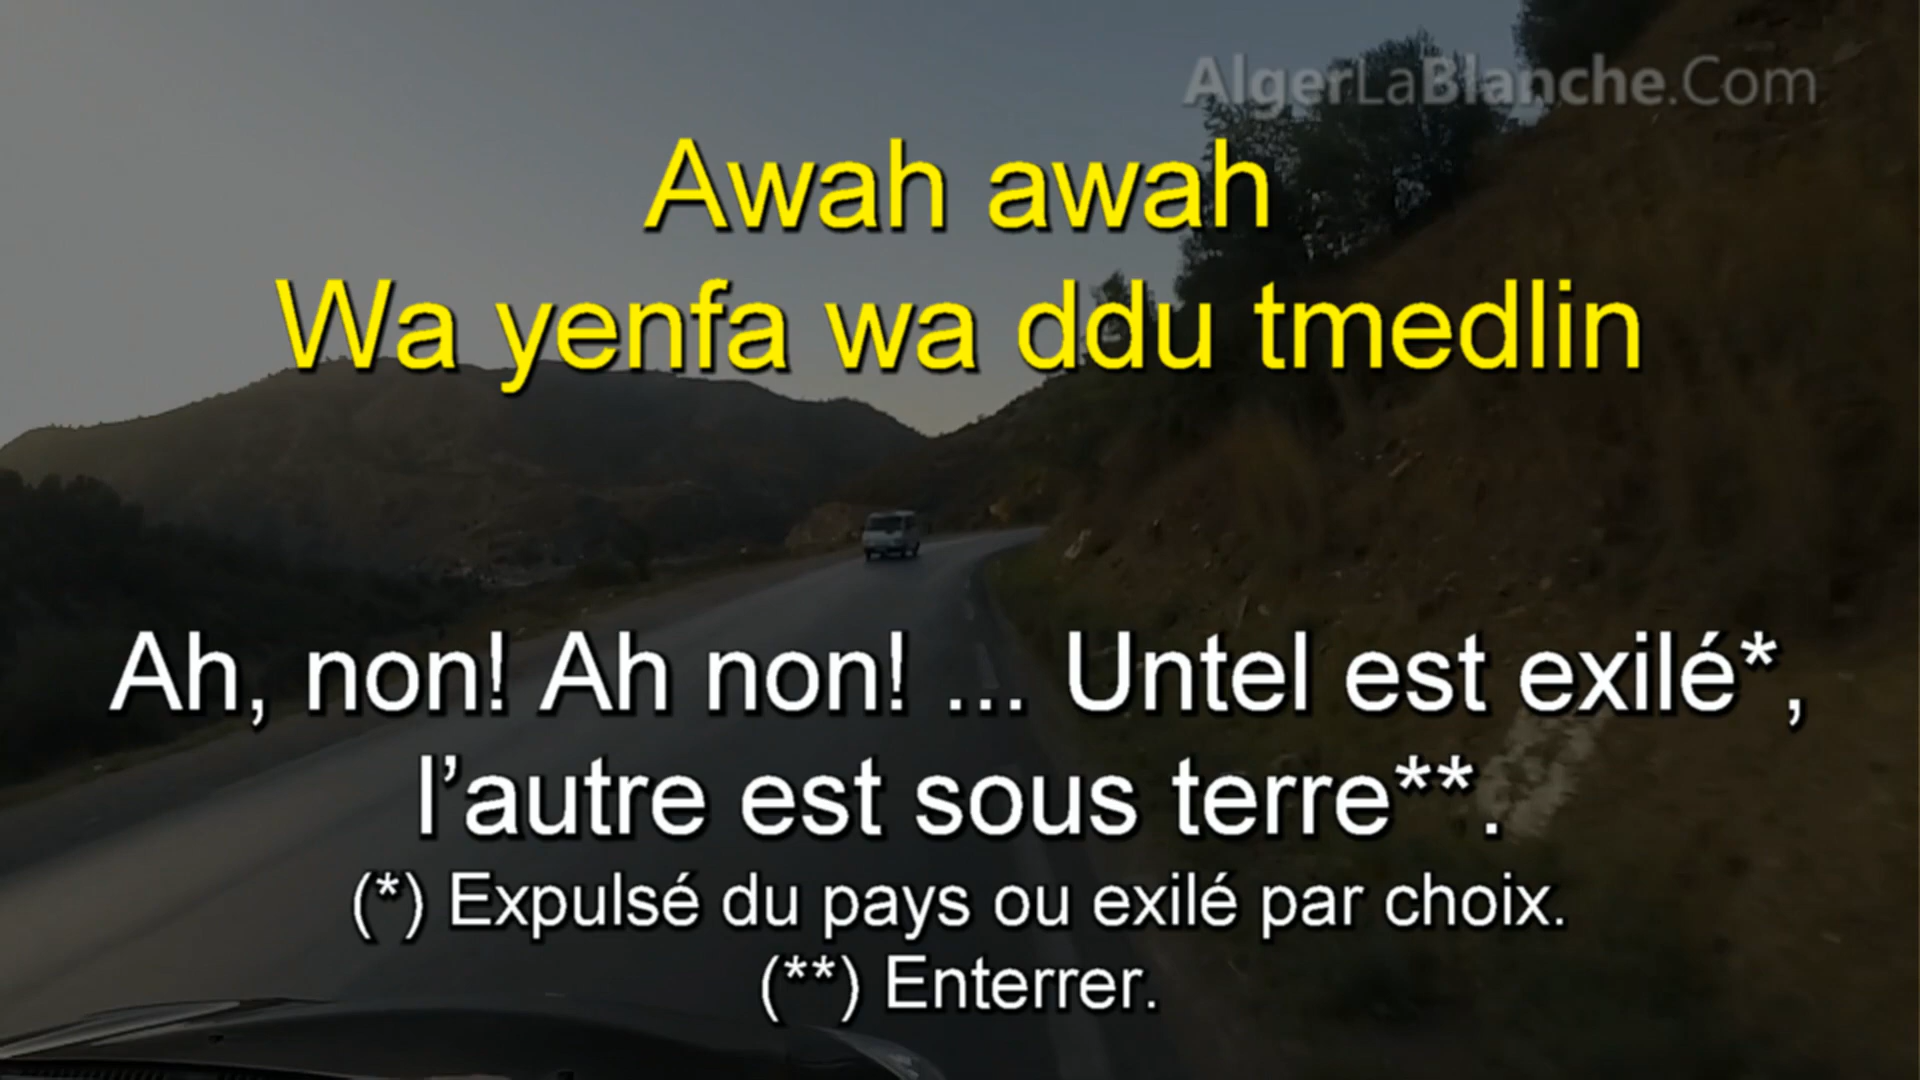 AlgerLaBlanche.Com
Awah awah
Wa yenfa wa ddu tmedlin
Ah, non! Ah non! ... Untel est exilé*,
l'autre est sous terre**.
(*) Expulsé du pays ou exilé par choix.
(**) Enterrer.